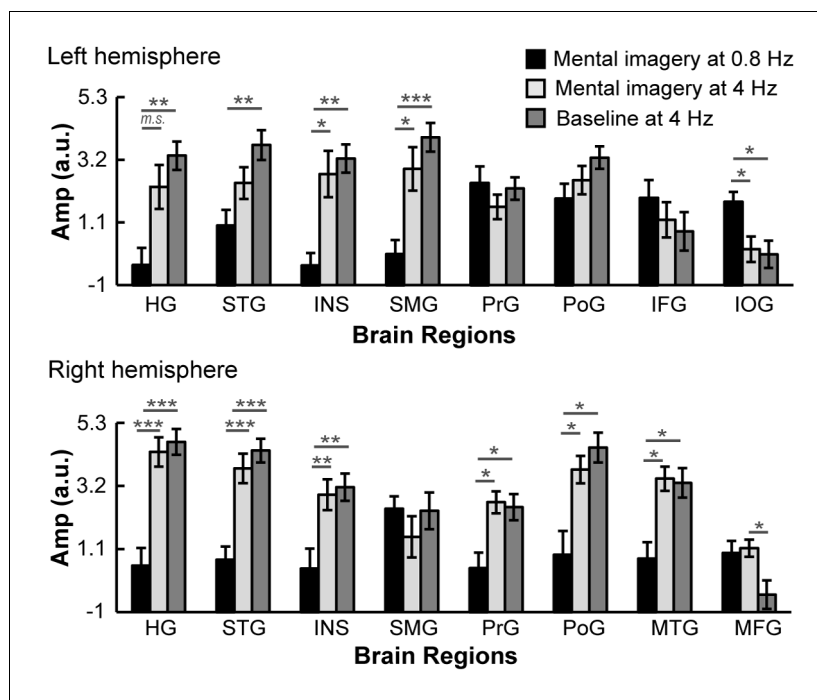 Left hemisphere
Mental imagery at 0.8 Hz
Mental imagery at 4 Hz
Baseline at 4 Hz
** ** ** ***
m.s. * * * *
5.3
3.2
1.1
-1
Amp (a.u.)
HG STG INS SMG PrG PoG IFG IOG
Brain Regions
Right hemisphere
*** *** ** * * * *
*** *** ** * * *
5.3
3.2
1.1
-1
Amp (a.u.)
HG STG INS SMG PrG PoG MTG MFG
Brain Regions